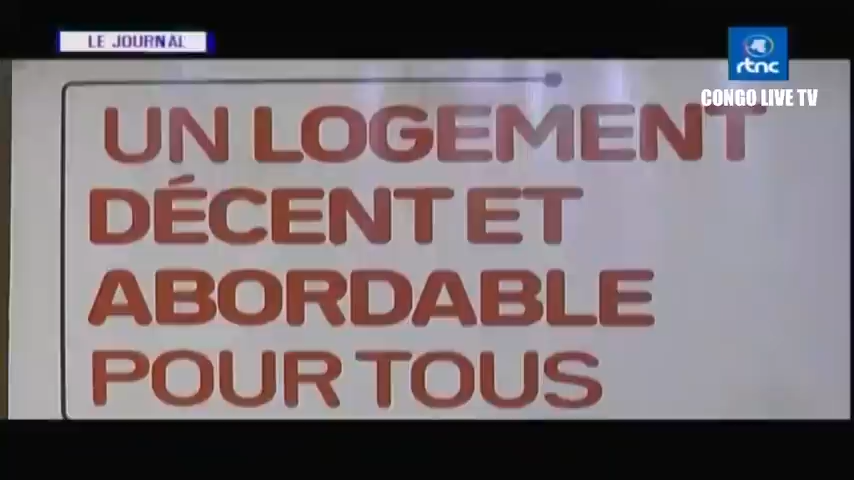 LE JOURNAL
rtnc
CONGO LIVE TV
UN LOGEMENT
DÉCENT ET
ABORDABLE
POUR TOUS